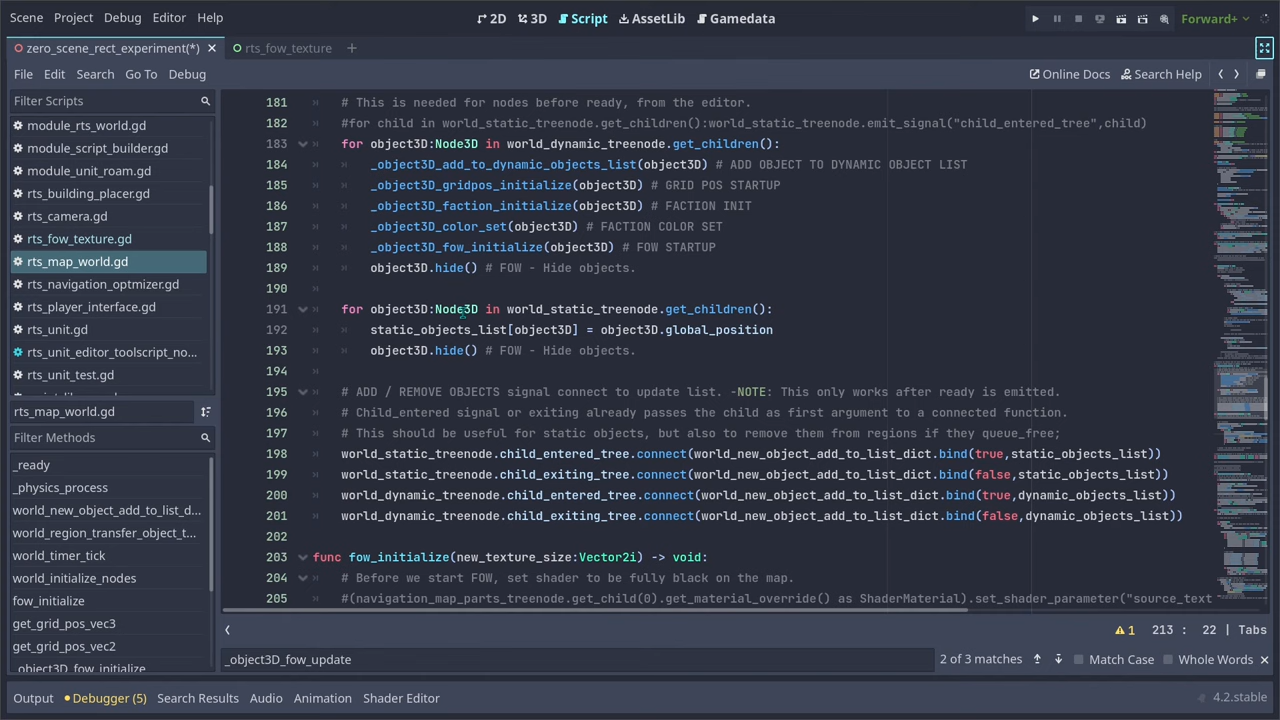 Scene Project Debug Editor Help
2D 3D Script AssetLib Gamedata
Forward+
zero_scene_rect_experiment(*)
rts_fow_texture
File Edit Search Go To Debug
Online Docs Search Help
Filter Scripts
module_rts_world.gd
module_script_builder.gd
module_unit_roam.gd
rts_building_placer.gd
rts_camera.gd
rts_fow_texture.gd
rts_map_world.gd
rts_navigation_optmizer.gd
rts_player_interface.gd
rts_unit.gd
rts_unit_editor_toolscript_no...
rts_unit_test.gd
rts_map_world.gd
Filter Methods
_ready
_physics_process
world_new_object_add_to_list_d...
world_region_transfer_object_t...
world_timer_tick
world_initialize_nodes
fow_initialize
get_grid_pos_vec3
get_grid_pos_vec2
_object3D_fow_initialize
181 # This is needed for nodes before ready, from the editor.
182 #for child in world_static_treenode.get_children():world_static_treenode.emit_signal("child_entered_tree",child)
183 for object3D:Node3D in world_dynamic_treenode.get_children():
184 _object3D_add_to_dynamic_objects_list(object3D) # ADD OBJECT TO DYNAMIC OBJECT LIST
185 _object3D_gridpos_initialize(object3D) # GRID POS STARTUP
186 _object3D_faction_initialize(object3D) # FACTION INIT
187 _object3D_color_set(object3D) # FACTION COLOR SET
188 _object3D_fow_initialize(object3D) # FOW STARTUP
189 object3D.hide() # FOW - Hide objects.
190
191 for object3D:Node3D in world_static_treenode.get_children():
192 static_objects_list[object3D] = object3D.global_position
193 object3D.hide() # FOW - Hide objects.
194
195 # ADD / REMOVE OBJECTS signal connect to update list. -NOTE: They only works after ready is emitted.
196 # Child_entered signal or exiting already passes the child as first argument to a connected function.
197 # This should be useful for static objects, but also to remove them from regions if they queue_free;
198 world_static_treenode.child_entered_tree.connect(world_new_object_add_to_list_dict.bind(true,static_objects_list))
199 world_static_treenode.child_exiting_tree.connect(world_new_object_add_to_list_dict.bind(false,static_objects_list))
200 world_dynamic_treenode.child_entered_tree.connect(world_new_object_add_to_list_dict.bind(true,dynamic_objects_list))
201 world_dynamic_treenode.child_exiting_tree.connect(world_new_object_add_to_list_dict.bind(false,dynamic_objects_list))
202
203 func fow_initialize(new_texture_size:Vector2i) -> void:
204 # Before we start FOW, set shader to be fully black on the map.
205 #(navigation_map_parts_treenode.get_child(0).get_material_override() as ShaderMaterial).set_shader_parameter("source_text
1 213 : 22 | Tabs
_object3D_fow_update
2 of 3 matches Match Case Whole Words
Output Debugger (5) Search Results Audio Animation Shader Editor
4.2.stable